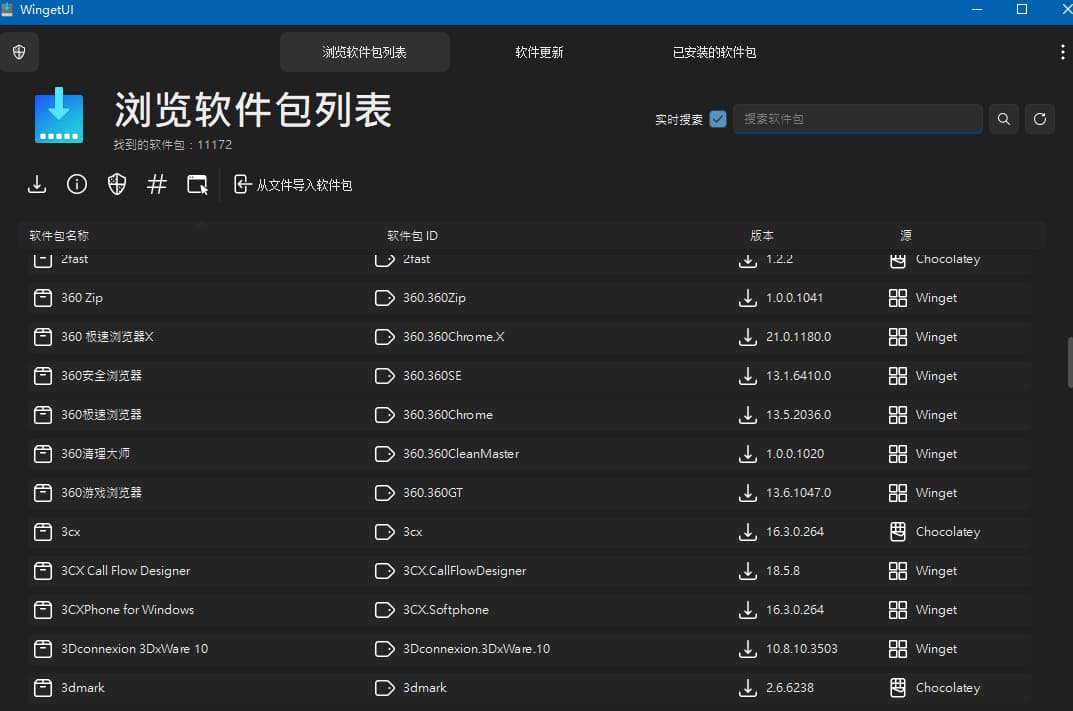 WingetUI
浏览软件包列表 软件更新 已安装的软件包
浏览软件包列表
找到的软件包：11172
实时搜索 搜索软件包
从文件导入软件包
软件包名称 软件包 ID 版本 源
2fast 2fast 1.2.2 Chocolatey
360 Zip 360.360Zip 1.0.0.1041 Winget
360 极速浏览器X 360.360Chrome.X 21.0.1180.0 Winget
360安全浏览器 360.360SE 13.1.6410.0 Winget
360极速浏览器 360.360Chrome 13.5.2036.0 Winget
360清理大师 360.360CleanMaster 1.0.0.1020 Winget
360游戏浏览器 360.360GT 13.6.1047.0 Winget
3cx 3cx 16.3.0.264 Chocolatey
3CX Call Flow Designer 3CX.CallFlowDesigner 18.5.8 Winget
3CXPhone for Windows 3CX.Softphone 16.3.0.264 Winget
3Dconnexion 3DxWare 10 3Dconnexion.3DxWare.10 10.8.10.3503 Winget
3dmark 3dmark 2.6.6238 Chocolatey